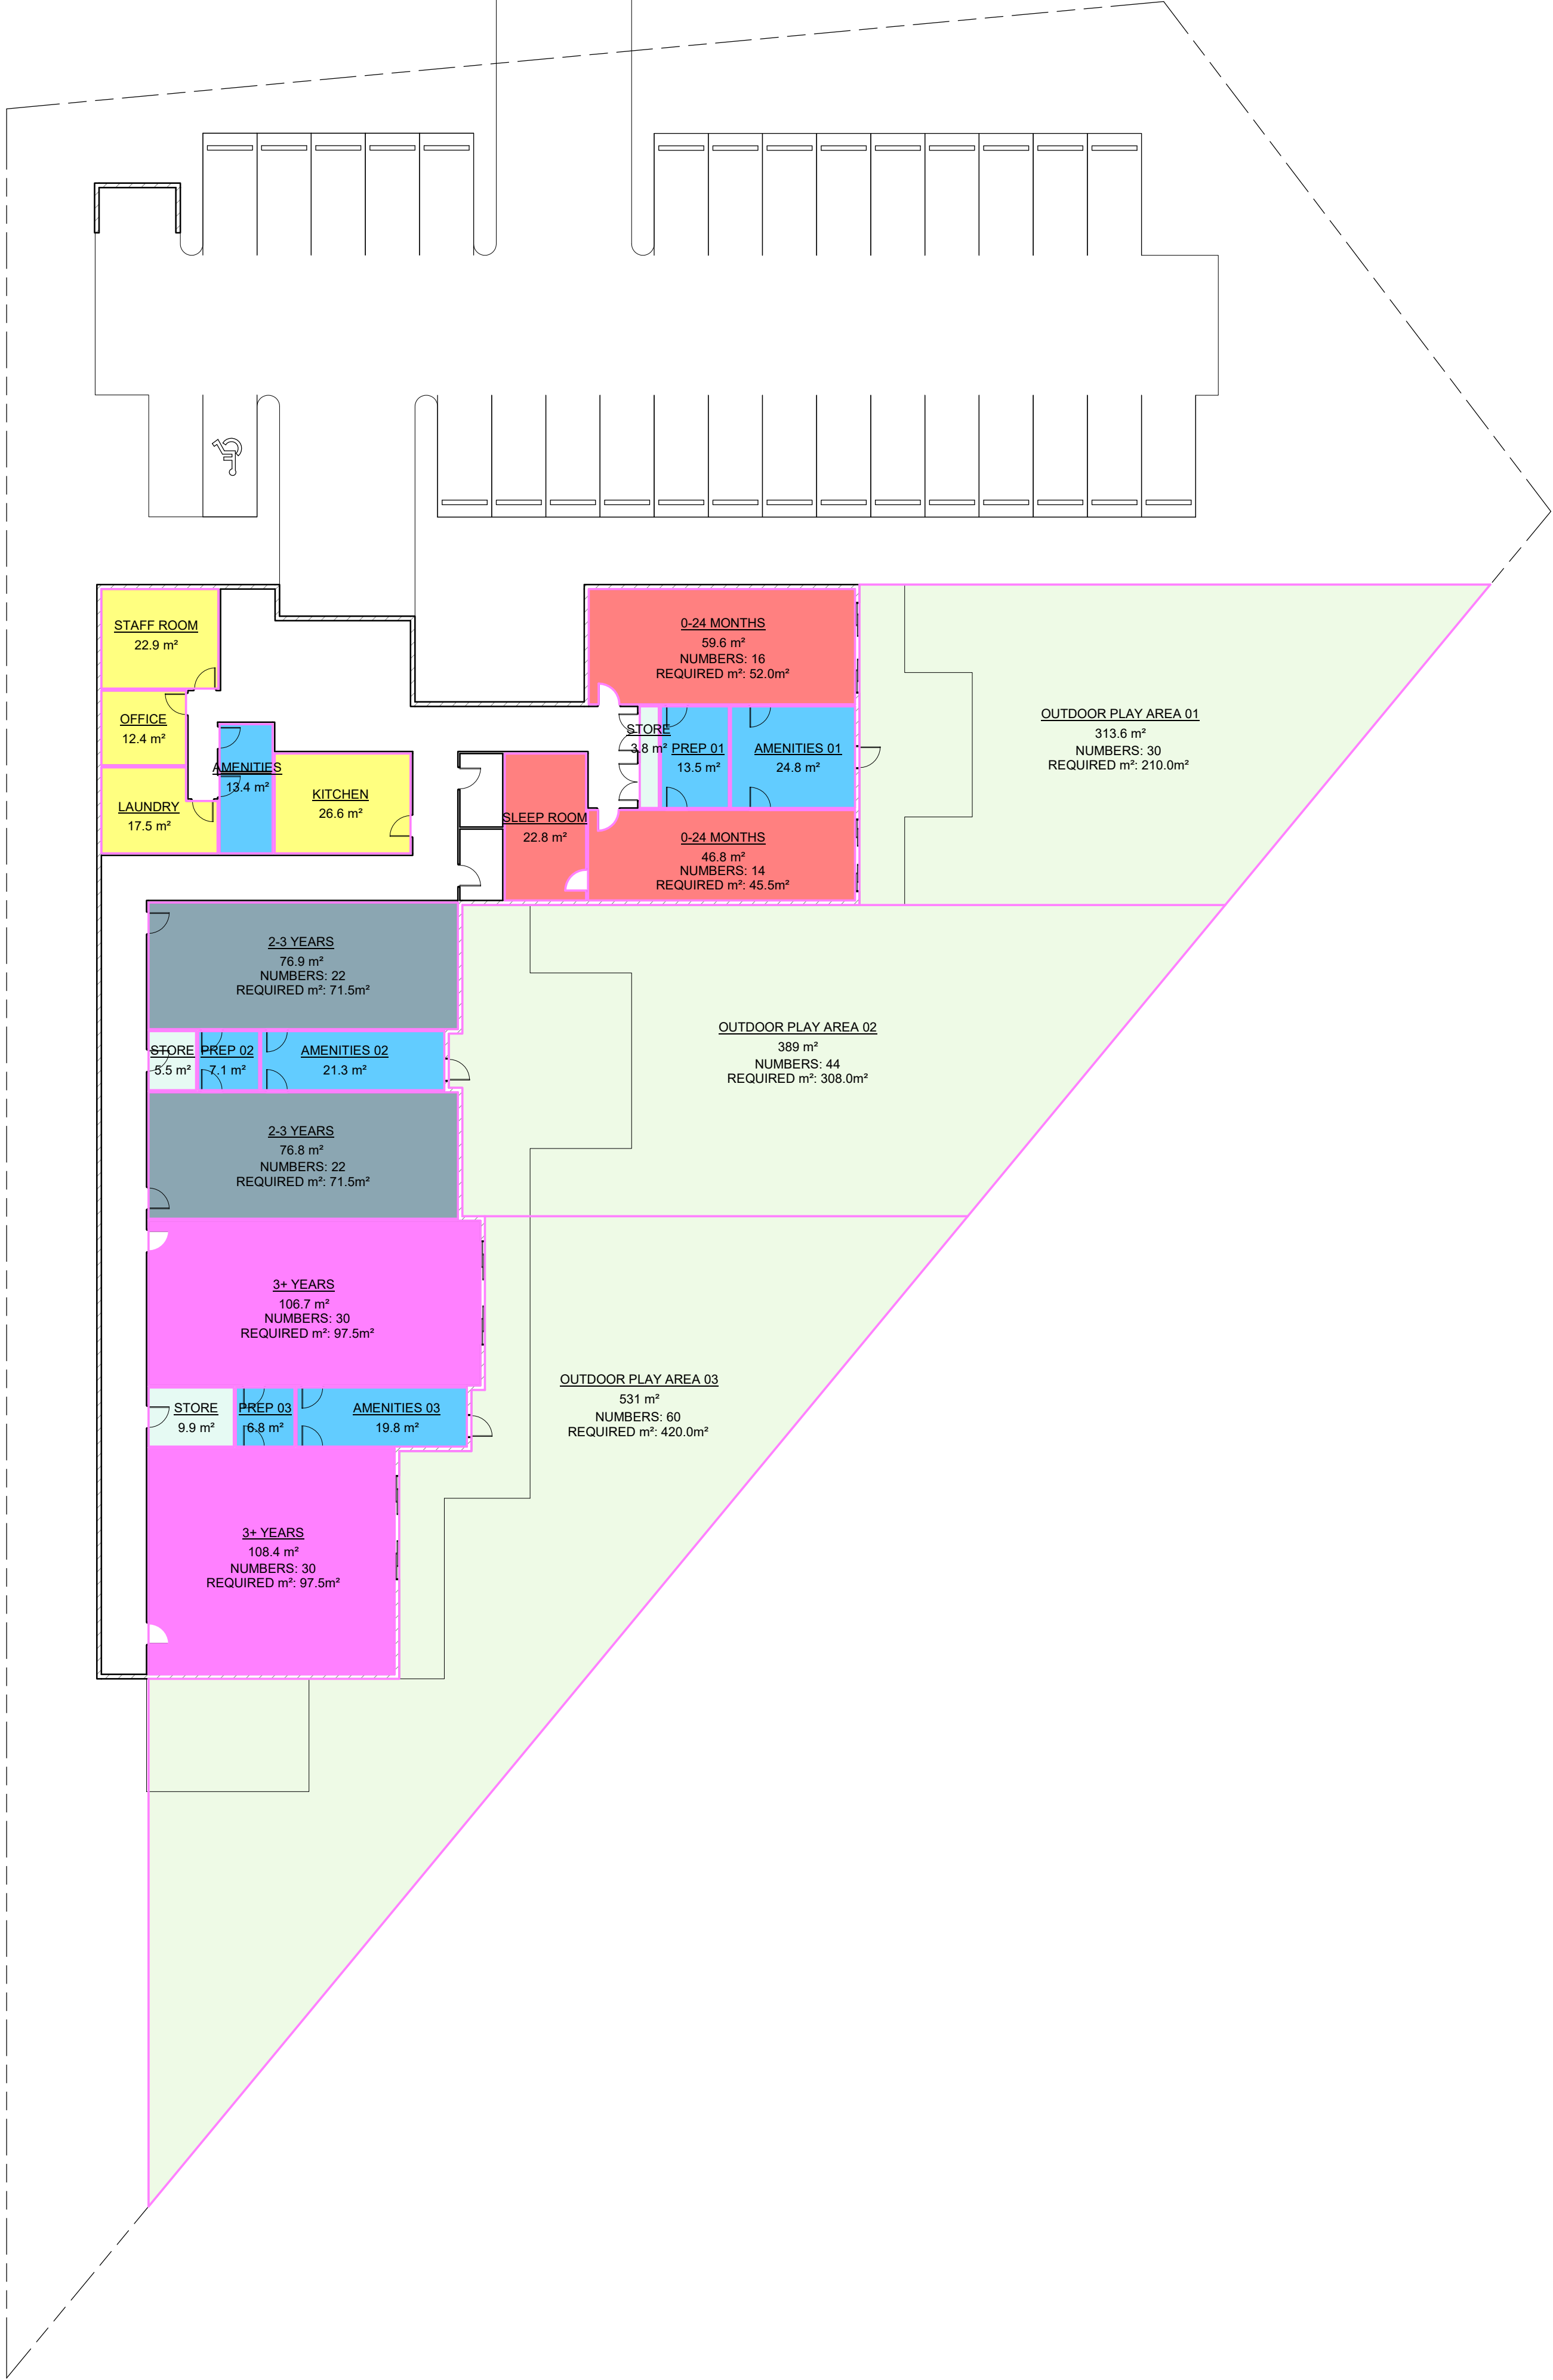 STAFF ROOM
22.9 m²
OFFICE
12.4 m²
LAUNDRY
17.5 m²
AMENITIES
13.4 m²
KITCHEN
26.6 m²
0-24 MONTHS
59.6 m²
NUMBERS: 16
REQUIRED m²: 52.0m²
STORE
3.8 m²
PREP 01
13.5 m²
AMENITIES 01
24.8 m²
SLEEP ROOM
22.8 m²
0-24 MONTHS
46.8 m²
NUMBERS: 14
REQUIRED m²: 45.5m²
OUTDOOR PLAY AREA 01
313.6 m²
NUMBERS: 30
REQUIRED m²: 210.0m²
2-3 YEARS
76.9 m²
NUMBERS: 22
REQUIRED m²: 71.5m²
STORE
5.5 m²
PREP 02
7.1 m²
AMENITIES 02
21.3 m²
2-3 YEARS
76.8 m²
NUMBERS: 22
REQUIRED m²: 71.5m²
OUTDOOR PLAY AREA 02
389 m²
NUMBERS: 44
REQUIRED m²: 308.0m²
3+ YEARS
106.7 m²
NUMBERS: 30
REQUIRED m²: 97.5m²
STORE
9.9 m²
PREP 03
6.8 m²
AMENITIES 03
19.8 m²
3+ YEARS
108.4 m²
NUMBERS: 30
REQUIRED m²: 97.5m²
OUTDOOR PLAY AREA 03
531 m²
NUMBERS: 60
REQUIRED m²: 420.0m²